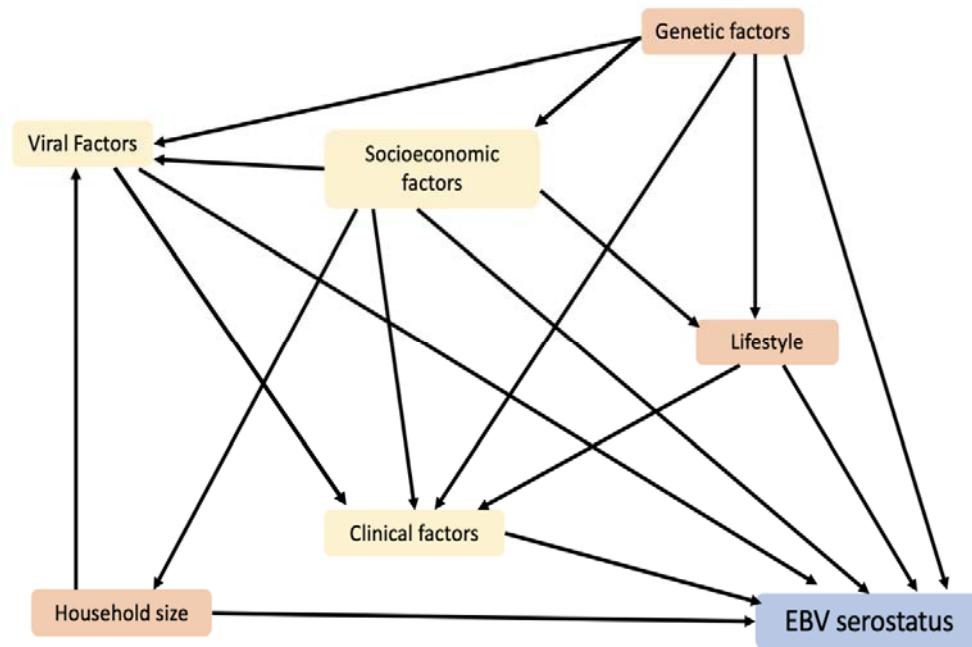 Genetic factors
Viral Factors
Socioeconomic
factors
Lifestyle
Clinical factors
Household size
EBV serostatus